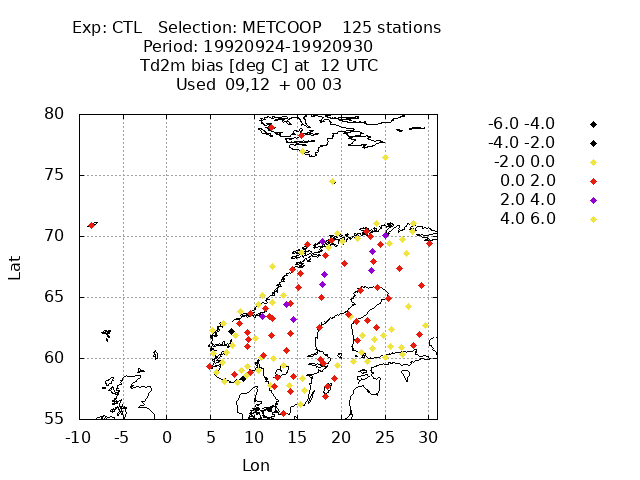 Exp: CTL   Selection: METCOOP    125 stations
Period: 19920924-19920930
Td2m bias [deg C] at  12 UTC
Used  09,12  + 00 03
80
75
70
65
60
55
Lat
-10 -5 0 5 10 15 20 25 30
Lon
-6.0 -4.0
-4.0 -2.0
-2.0 0.0
0.0 2.0
2.0 4.0
4.0 6.0